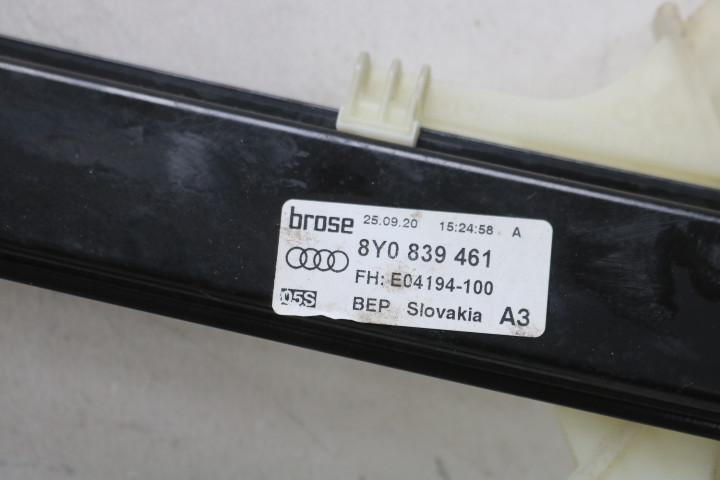 brose 25.09.20 15:24:58 A
8Y0 839 461
FH: E04194-100
05S BEP Slovakia A3